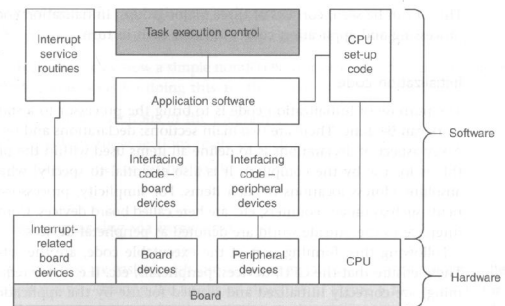 Interrupt
service
routines
Task execution control
CPU
set-up
code
Application software
Software
Interfacing
code –
board
devices
Interfacing
code –
peripheral
devices
Interrupt-
related
board
devices
Board
devices
Peripheral
devices
CPU
Hardware
Board